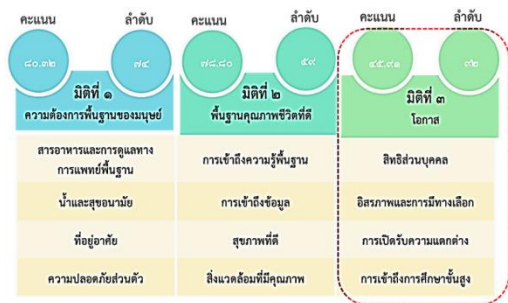 คะแนน ลำดับ คะแนน ลำดับ คะแนน ลำดับ
๘๐.๓๒ ๗๔ ๗๘.๘๐ ๕๙ ๔๕.๙๑ ๙๒
มิติที่ ๑
ความต้องการพื้นฐานของมนุษย์
มิติที่ ๒
พื้นฐานคุณภาพชีวิตที่ดี
มิติที่ ๓
โอกาส
สารอาหารและการดูแลทาง
การแพทย์พื้นฐาน
การเข้าถึงความรู้พื้นฐาน
สิทธิส่วนบุคคล
น้ำและสุขอนามัย
การเข้าถึงข้อมูล
อิสรภาพและการมีทางเลือก
ที่อยู่อาศัย
สุขภาพที่ดี
การเปิดรับความแตกต่าง
ความปลอดภัยส่วนตัว
สิ่งแวดล้อมที่มีคุณภาพ
การเข้าถึงการศึกษาขั้นสูง